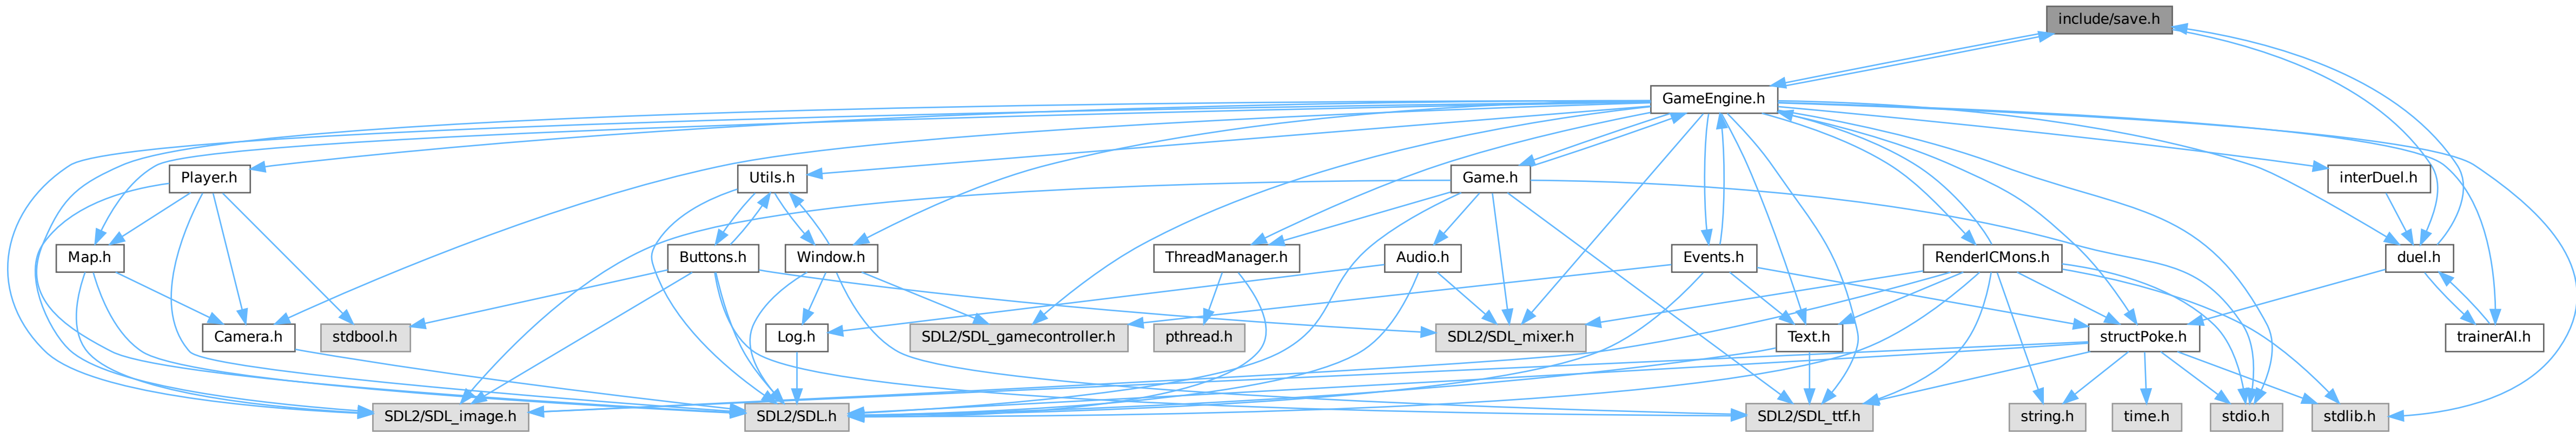 include/save.h
GameEngine.h
Player.h
Utils.h
Game.h
interDuel.h
Map.h
Buttons.h
Window.h
ThreadManager.h
Audio.h
Events.h
RenderICMons.h
duel.h
Camera.h
stdbool.h
Log.h
SDL2/SDL_gamecontroller.h
pthread.h
SDL2/SDL_mixer.h
Text.h
structPoke.h
trainerAI.h
SDL2/SDL_image.h
SDL2/SDL.h
SDL2/SDL_ttf.h
string.h
time.h
stdio.h
stdlib.h